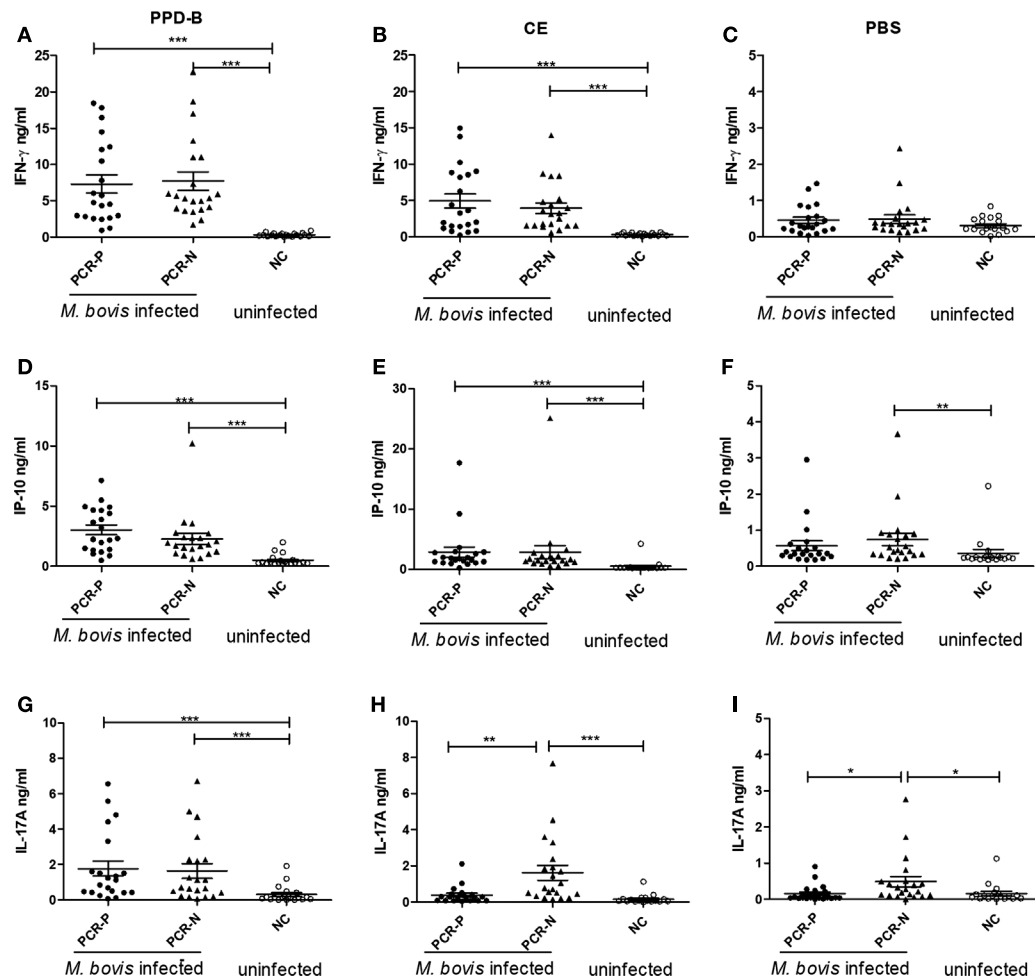 PPD-B
CE
PBS
A
***
***
IFN-γ ng/ml
25
20
15
10
5
0
PCR-P
PCR-N
NC
M. bovis infected
uninfected
B
***
***
IFN-γ ng/ml
25
20
15
10
5
0
PCR-P
PCR-N
NC
M. bovis infected
uninfected
C
IFN-γ ng/ml
5
4
3
2
1
0
PCR-P
PCR-N
NC
M. bovis infected
uninfected
D
***
***
IP-10 ng/ml
15
10
5
0
PCR-P
PCR-N
NC
M. bovis infected
uninfected
E
***
***
IP-10 ng/ml
30
20
10
0
PCR-P
PCR-N
NC
M. bovis infected
uninfected
F
**
IP-10 ng/ml
5
4
3
2
1
0
PCR-P
PCR-N
NC
M. bovis infected
uninfected
G
***
***
IL-17A ng/ml
10
8
6
4
2
0
PCR-P
PCR-N
NC
M. bovis infected
uninfected
H
**
***
IL-17A ng/ml
10
8
6
4
2
0
PCR-P
PCR-N
NC
M. bovis infected
uninfected
I
*
*
IL-17A ng/ml
5
4
3
2
1
0
PCR-P
PCR-N
NC
M. bovis infected
uninfected